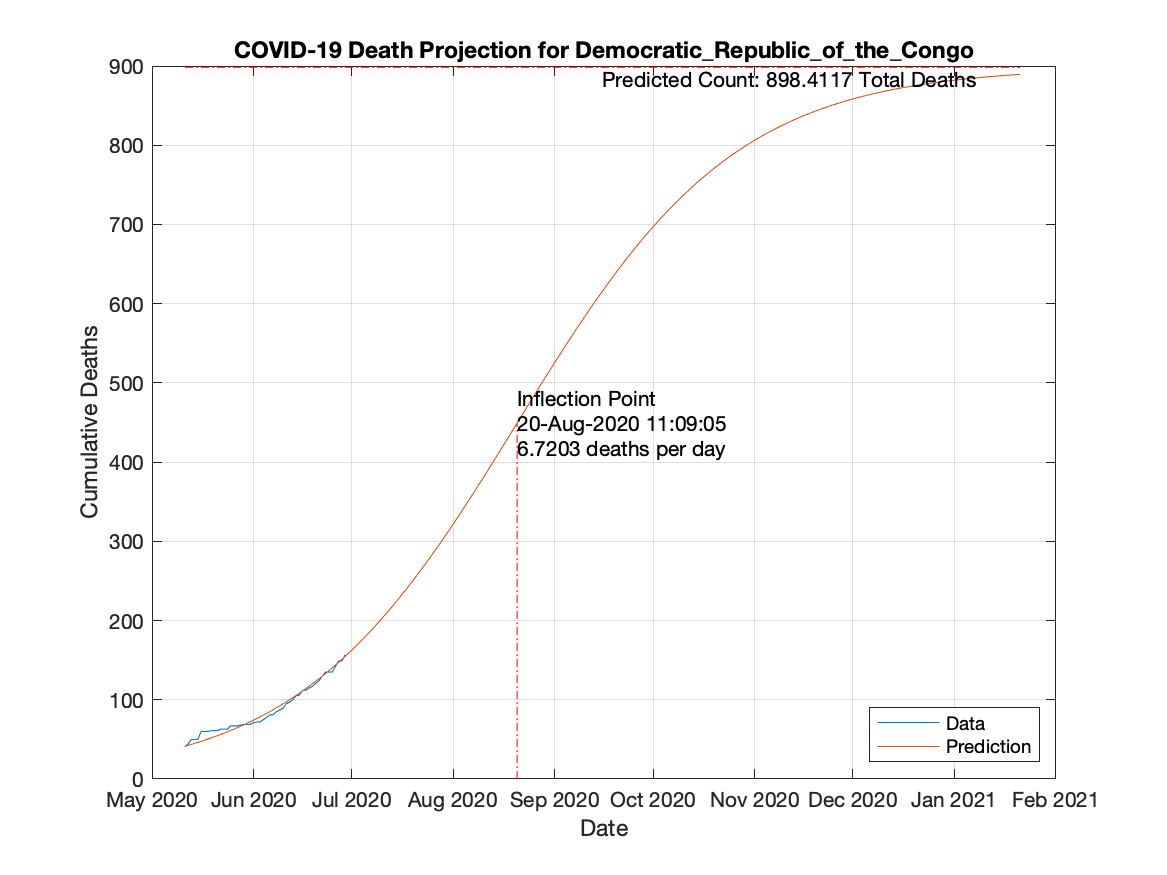 COVID-19 Death Projection for Democratic_Republic_of_the_Congo
900
Predicted Count: 898.4117 Total Deaths
800
700
600
500
Inflection Point
20-Aug-2020 11:09:05
6.7203 deaths per day
400
300
200
100
0
Cumulative Deaths
Data
Prediction
May 2020 Jun 2020 Jul 2020 Aug 2020 Sep 2020 Oct 2020 Nov 2020 Dec 2020 Jan 2021 Feb 2021
Date